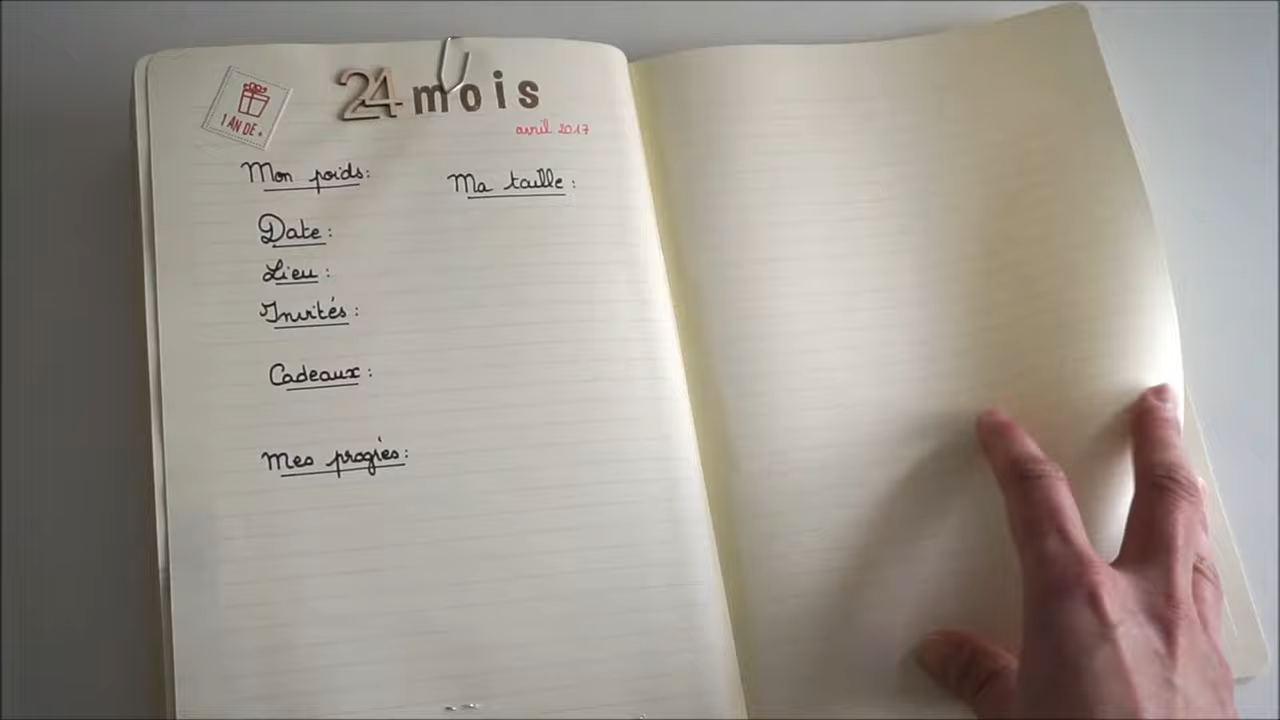 24 mois
1 AN DE +
avril 2017
Mon poids:
Ma taille:
Date:
Lieu:
Invités:
Cadeaux:
Mes progrès: